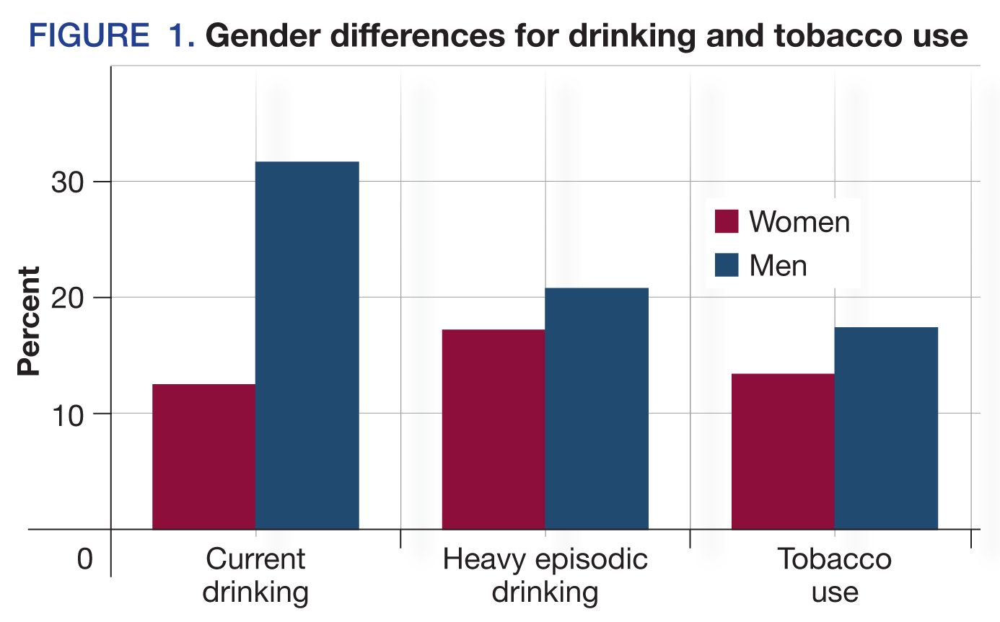 FIGURE 1. Gender differences for drinking and tobacco use
30
20
10
0
Percent
Women
Men
Current
drinking
Heavy episodic
drinking
Tobacco
use